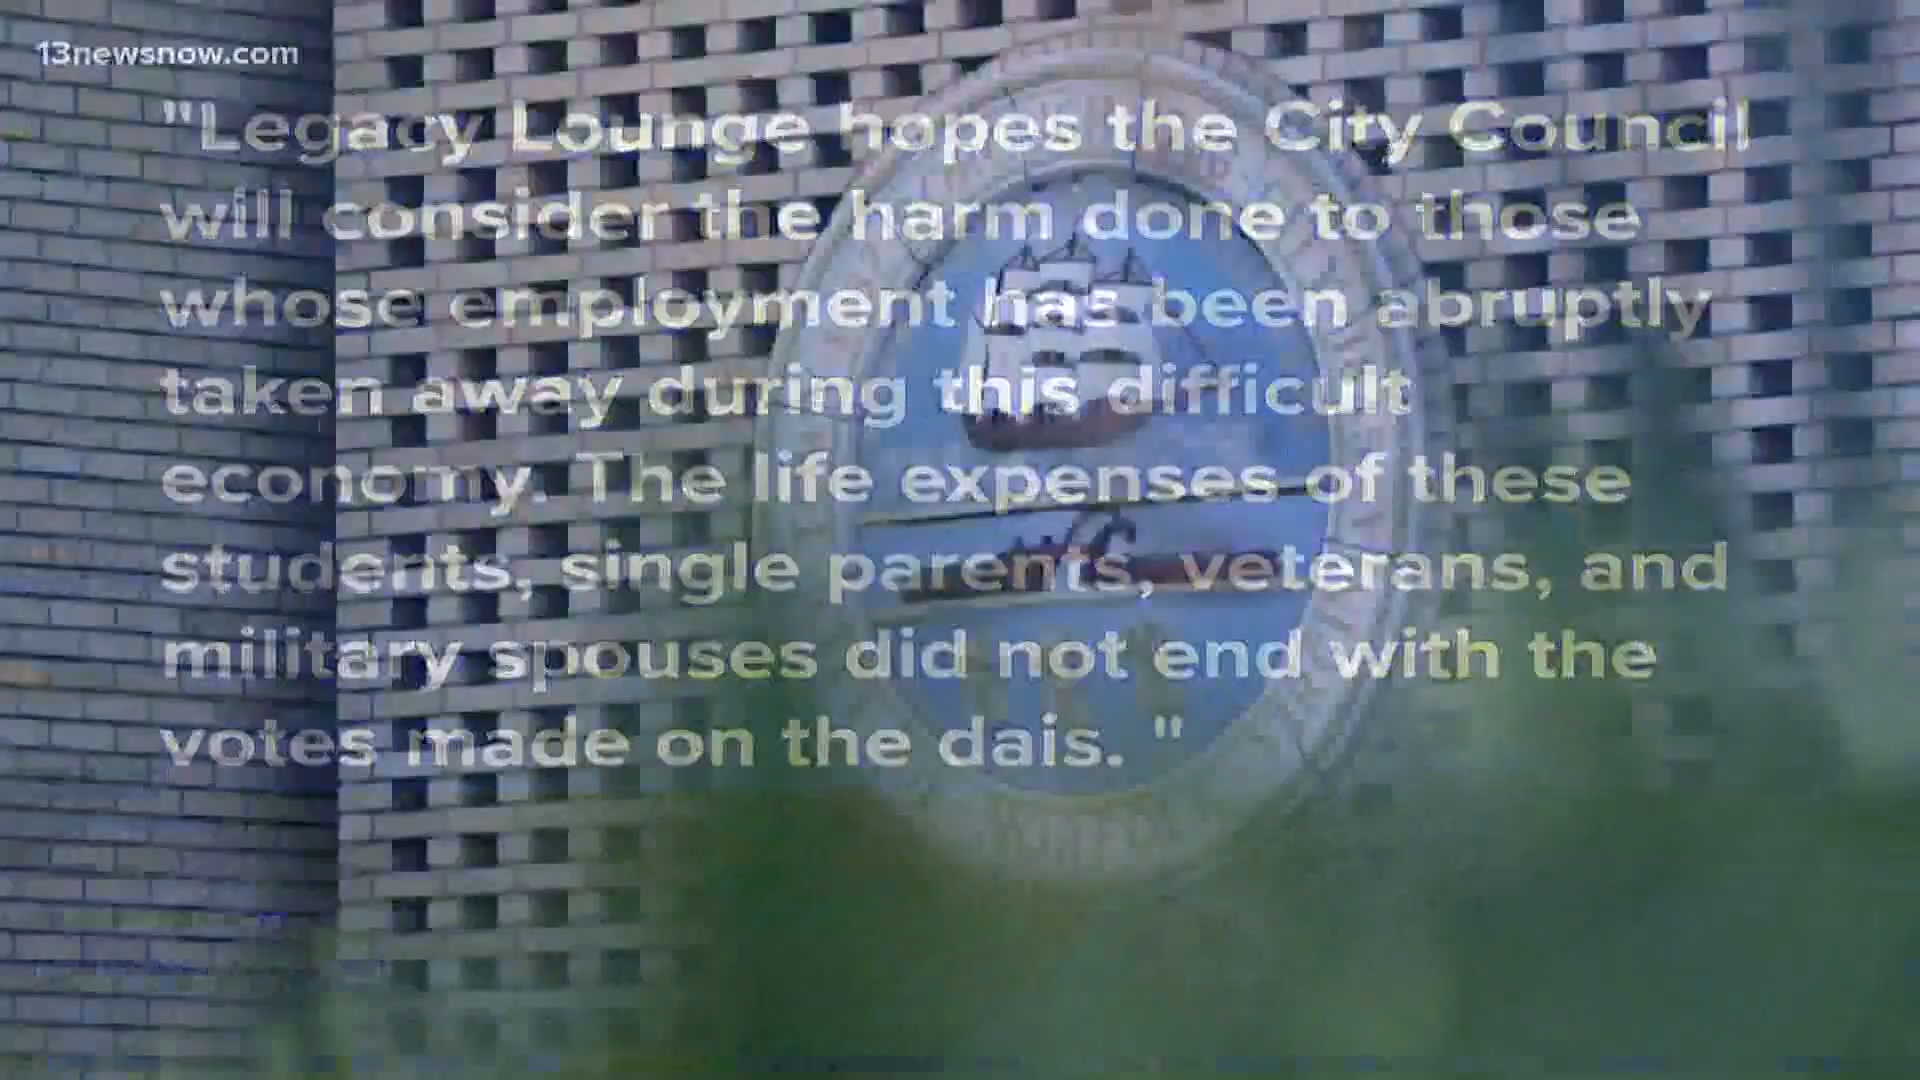 13newsnow.com
"Legacy Lounge hopes the City Council
will consider the harm done to those
whose employment has been abruptly
taken away during this difficult
economy. The life expenses of these
students, single parents, veterans, and
military spouses did not end with the
votes made on the dais. "